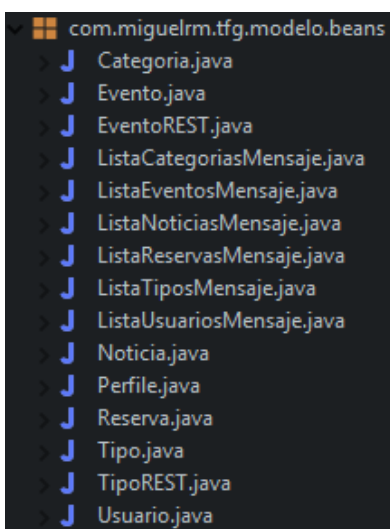 com.miguelrm.tfg.modelo.beans
Categoria.java
Evento.java
EventoREST.java
ListaCategoriasMensaje.java
ListaEventosMensaje.java
ListaNoticiasMensaje.java
ListaReservasMensaje.java
ListaTiposMensaje.java
ListaUsuariosMensaje.java
Noticia.java
Perfile.java
Reserva.java
Tipo.java
TipoREST.java
Usuario.java